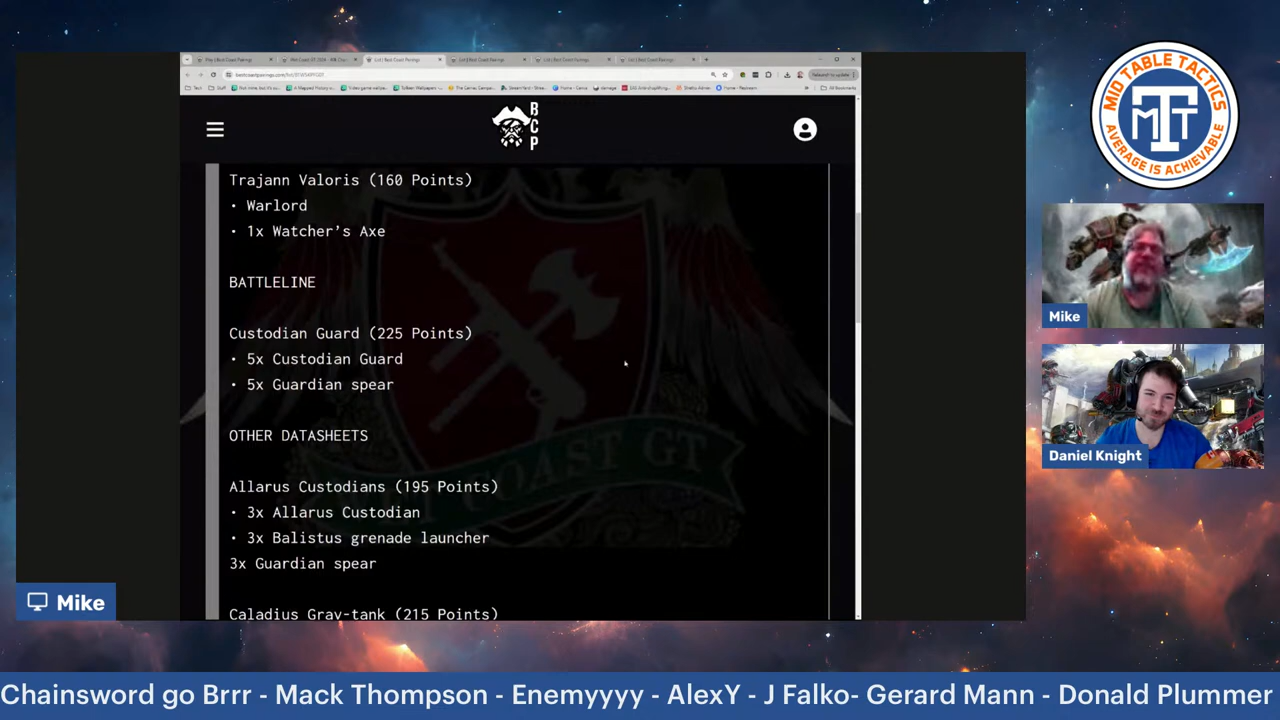 BCP
Trajann Valoris (160 Points)
• Warlord
• 1x Watcher's Axe
BATTLELINE
Custodian Guard (225 Points)
• 5x Custodian Guard
• 5x Guardian spear
OTHER DATASHEETS
Allarus Custodians (195 Points)
• 3x Allarus Custodian
• 3x Balistus grenade launcher
3x Guardian spear
Caladius Grav-tank (215 Points)
COAST GT
MID TABLE TACTICS
MTT
AVERAGE IS ACHIEVABLE
Mike
Daniel Knight
Mike
Chainsword go Brrr - Mack Thompson - Enemyyyy - AlexY - J Falko- Gerard Mann - Donald Plummer